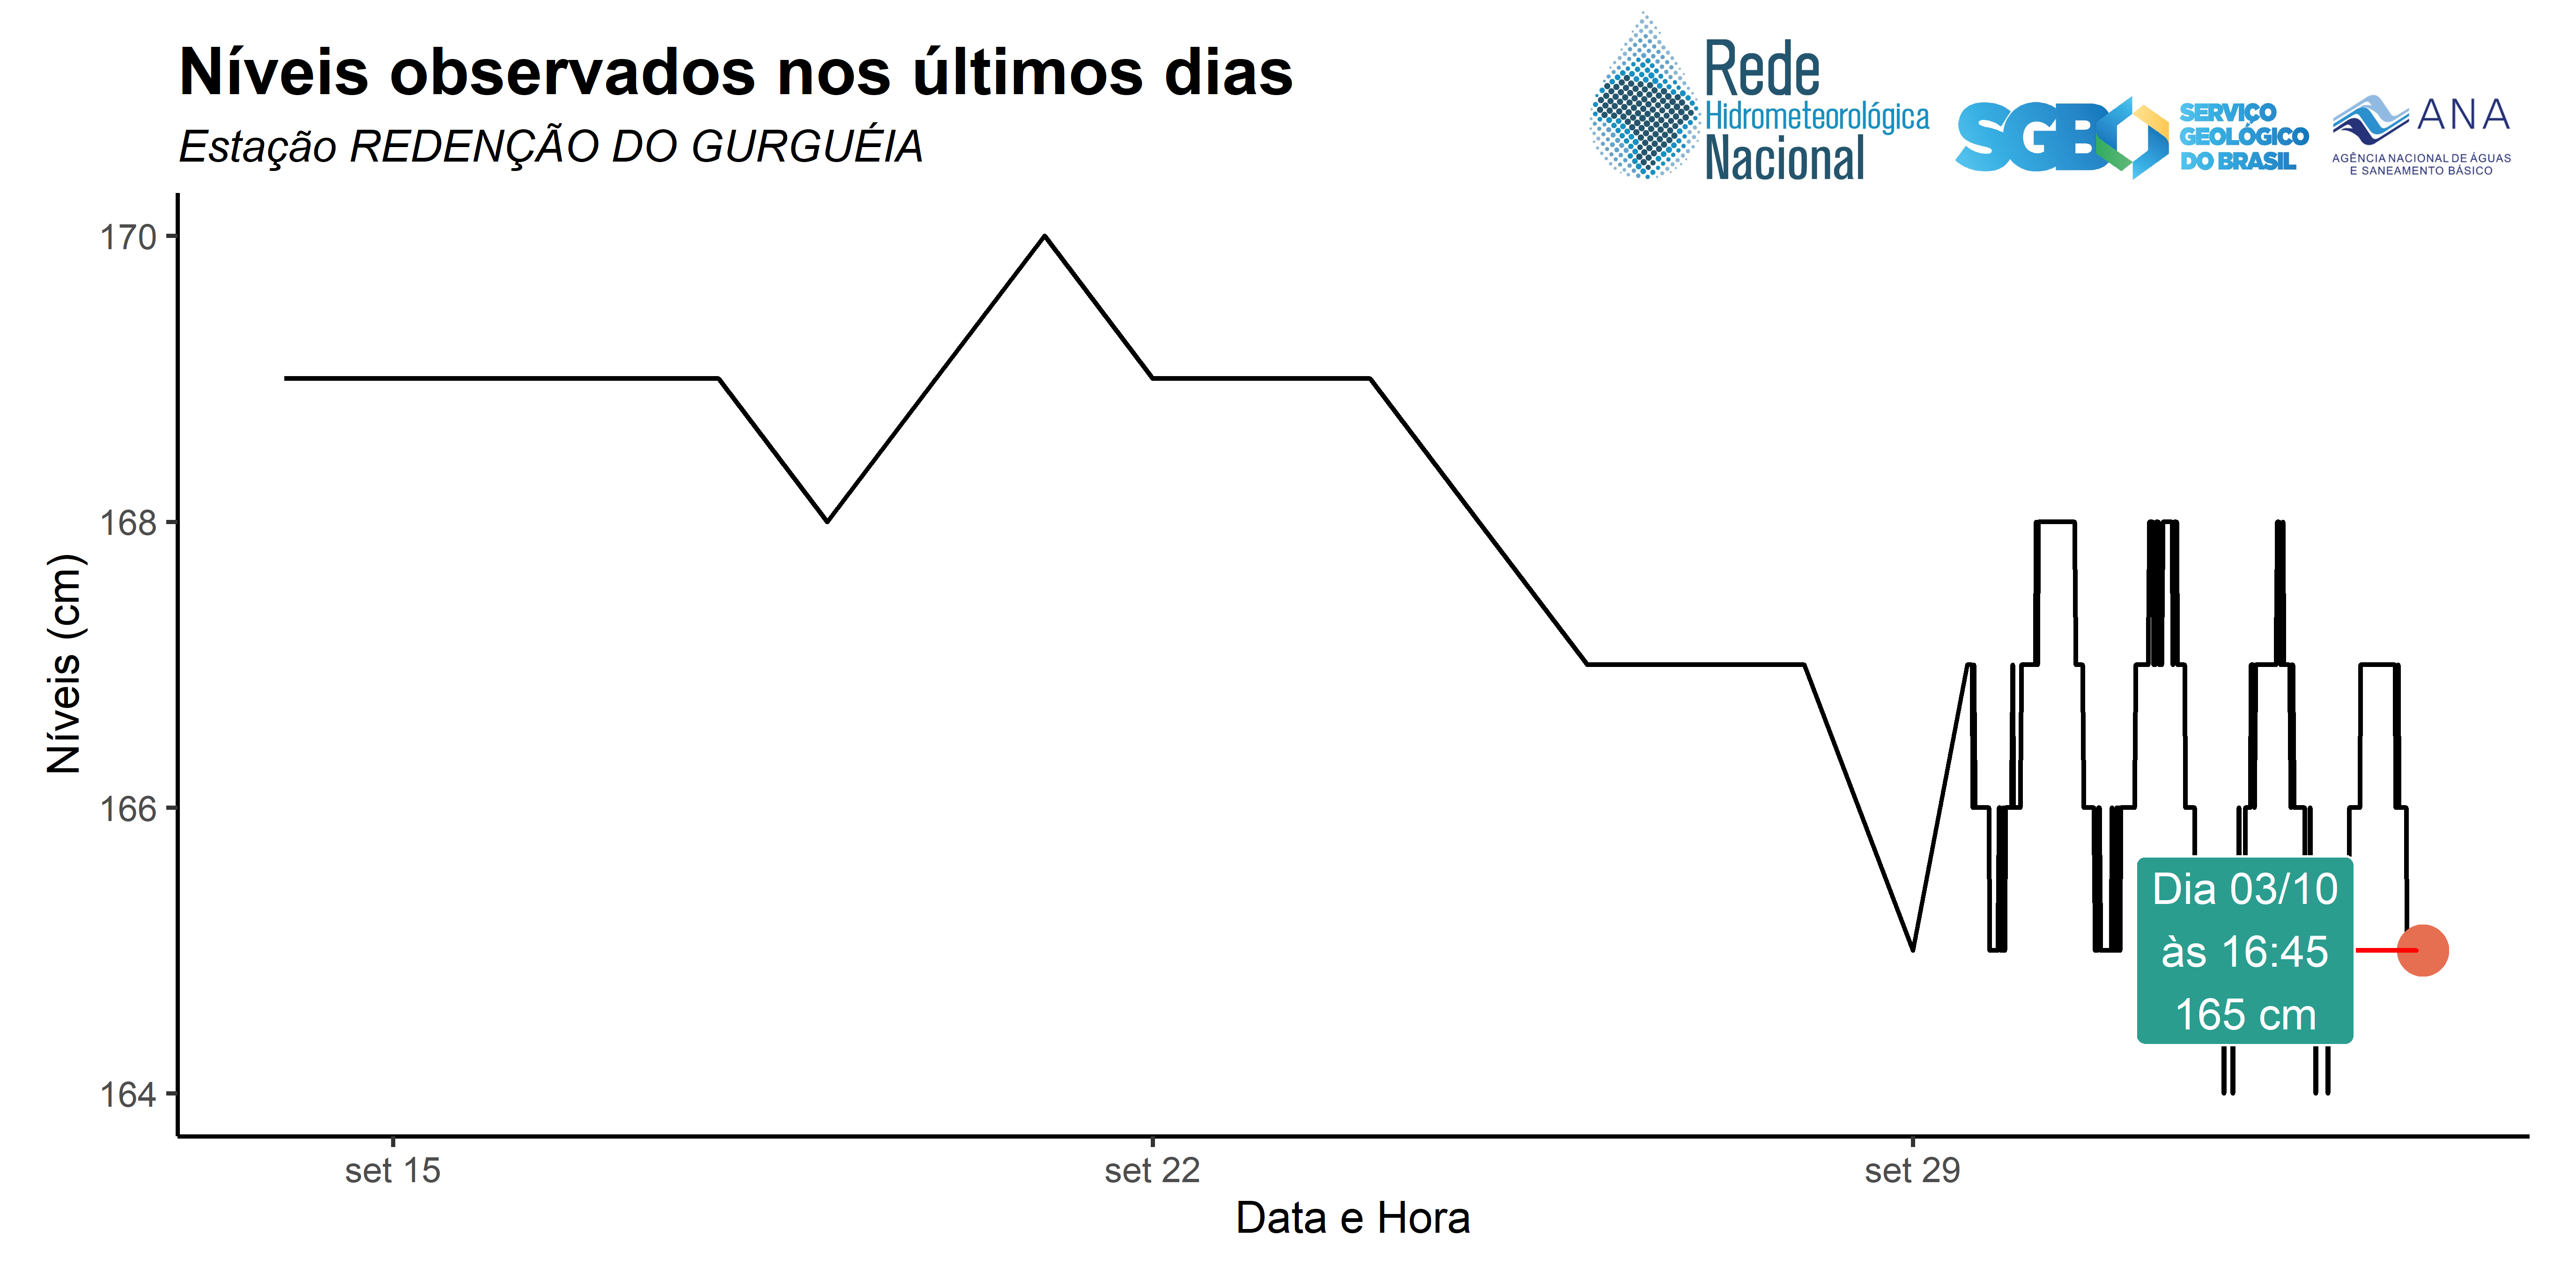 Níveis observados nos últimos dias
Estação REDENÇÃO DO GURGUÉIA
Rede
Hidrometeorológica
Nacional
SGB
SERVIÇO
GEOLÓGICO
DO BRASIL
ANA
AGÊNCIA NACIONAL DE ÁGUAS
E SANEAMENTO BÁSICO
170
168
166
164
Níveis (cm)
Dia 03/10
às 16:45
165 cm
set 15
set 22
set 29
Data e Hora